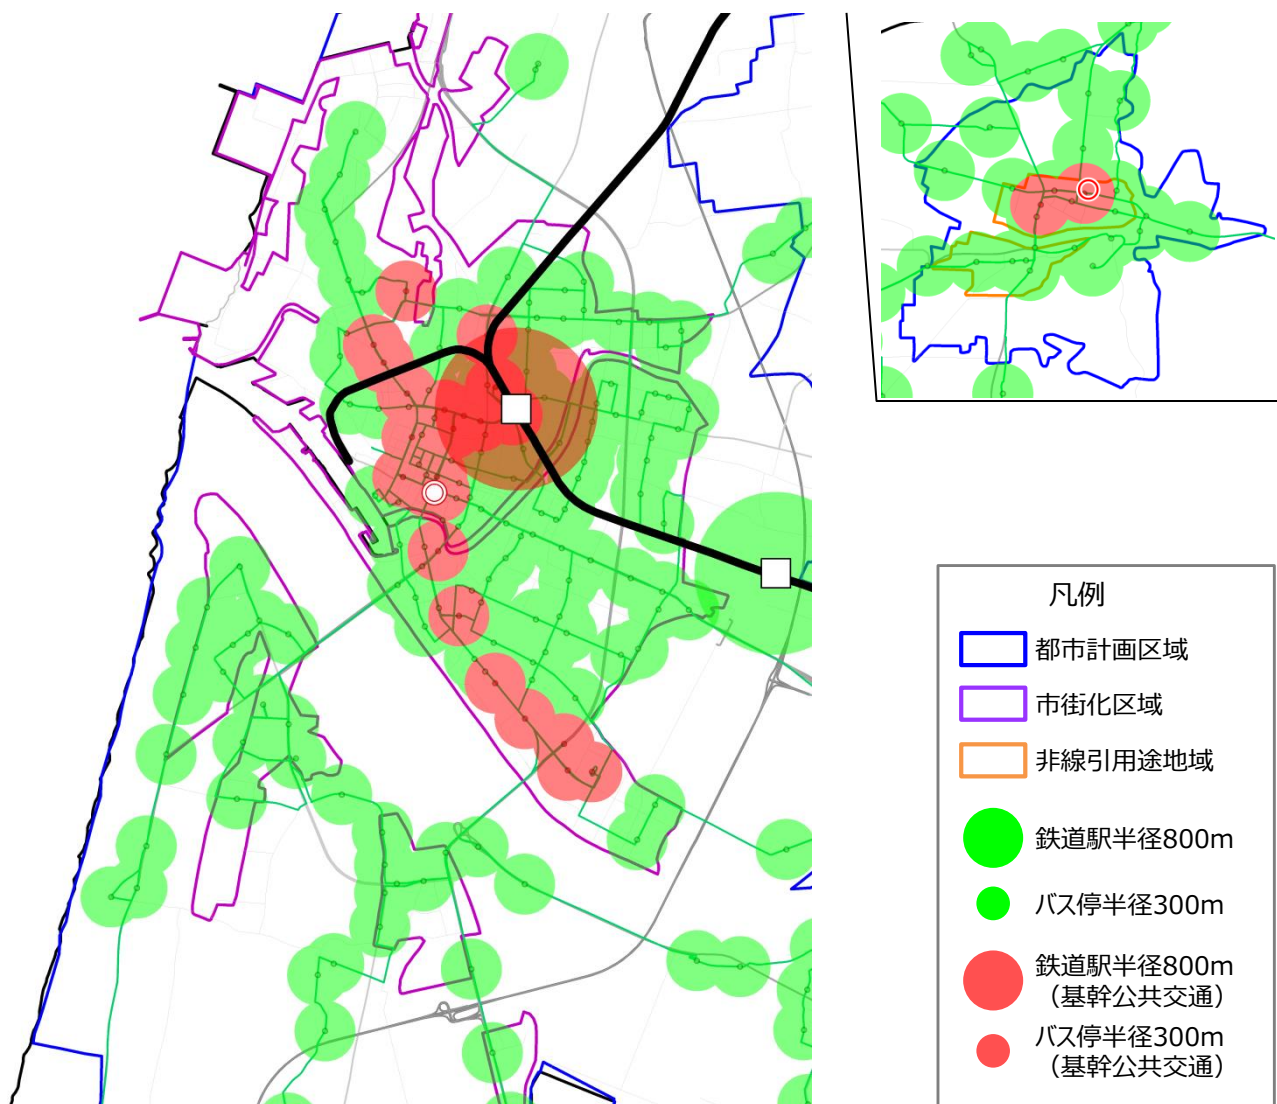 凡例
都市計画区域
市街化区域
非線引用途地域
鉄道駅半径800m
バス停半径300m
鉄道駅半径800m
（基幹公共交通）
バス停半径300m
（基幹公共交通）